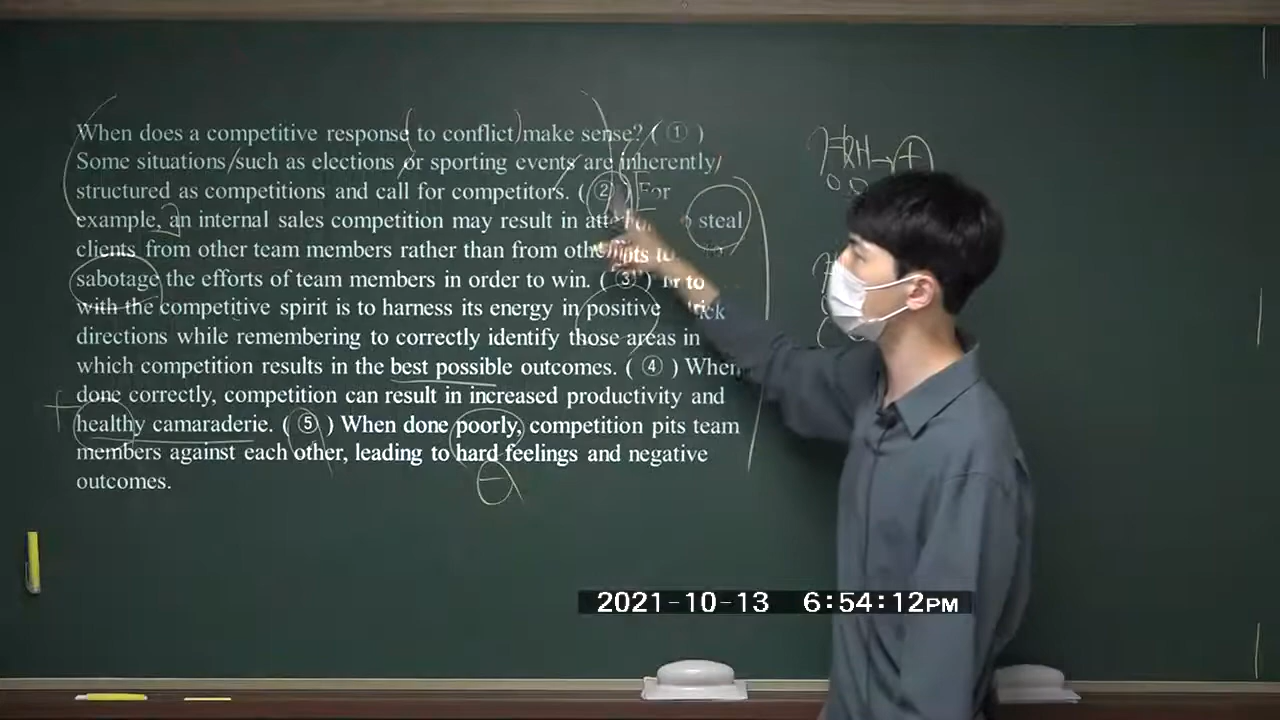 When does a competitive response to conflict make sense? ( ① )
Some situations such as elections or sporting events are inherently
structured as competitions and call for competitors. ( ② ) For
example, an internal sales competition may result in steal
clients from other team members rather than from
sabotage the efforts of team members in order to win. ( ③ )
with the competitive spirit is to harness its energy in positive
directions while remembering to correctly identify those areas in
which competition results in the best possible outcomes. ( ④ ) When
done correctly, competition can result in increased productivity and
healthy camaraderie. ( ⑤ ) When done poorly, competition pits team
members against each other, leading to hard feelings and negative
outcomes.
2021-10-13 6:54:12PM